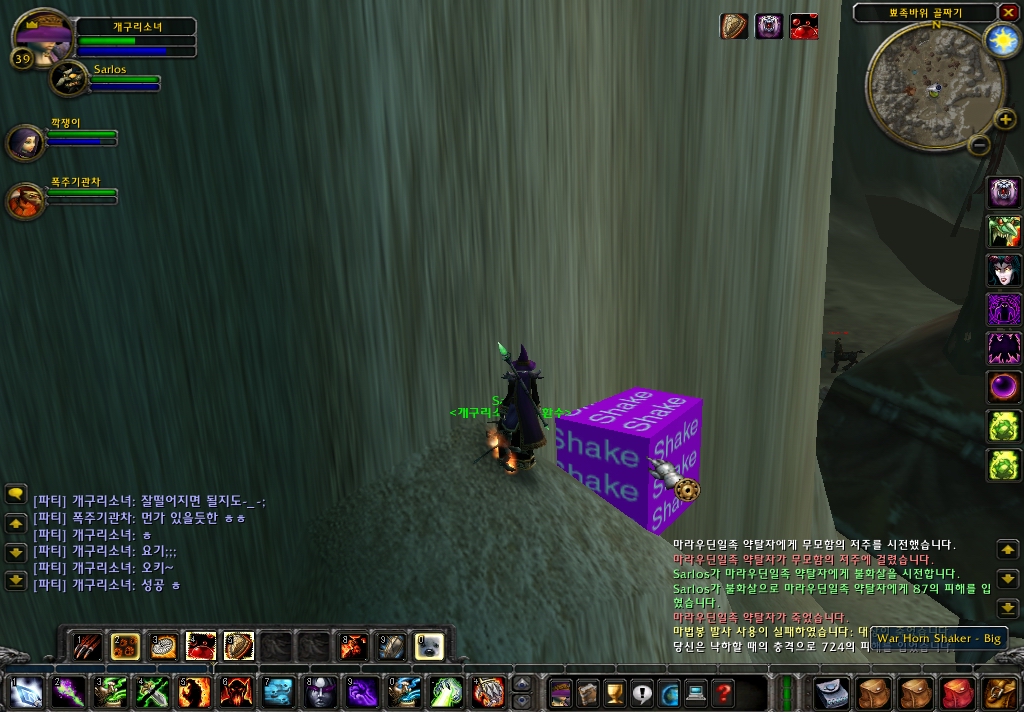 개구리소녀
39
Sarlos
깍쟁이
폭주기관차
뾰족바위 골짜기
N
<개구리소
Shake
Shake
Shake
Shake
Shake
Shake
[파티] 개구리소녀: 잘떨어지면 될지도-_-;
[파티] 폭주기관차: 먼가 있을듯한 ㅎㅎ
[파티] 개구리소녀: ㅎ
[파티] 개구리소녀: 요기;;;
[파티] 개구리소녀: 오키~
[파티] 개구리소녀: 성공 ㅎ
마라우딘일족 약탈자에게 무모함의 저주를 시전했습니다.
마라우딘일족 약탈자가 무모함의 저주에 걸렸습니다.
Sarlos가 마라우딘일족 약탈자에게 불화살을 시전합니다.
Sarlos가 불화살으로 마라우딘일족 약탈자에게 87의 피해를 입
혔습니다.
마라우딘일족 약탈자가 죽었습니다.
마법봉 발사 사용이 실패하였습니다:
당신은 낙하할 때의 충격으로 724의
War Horn Shaker - Big